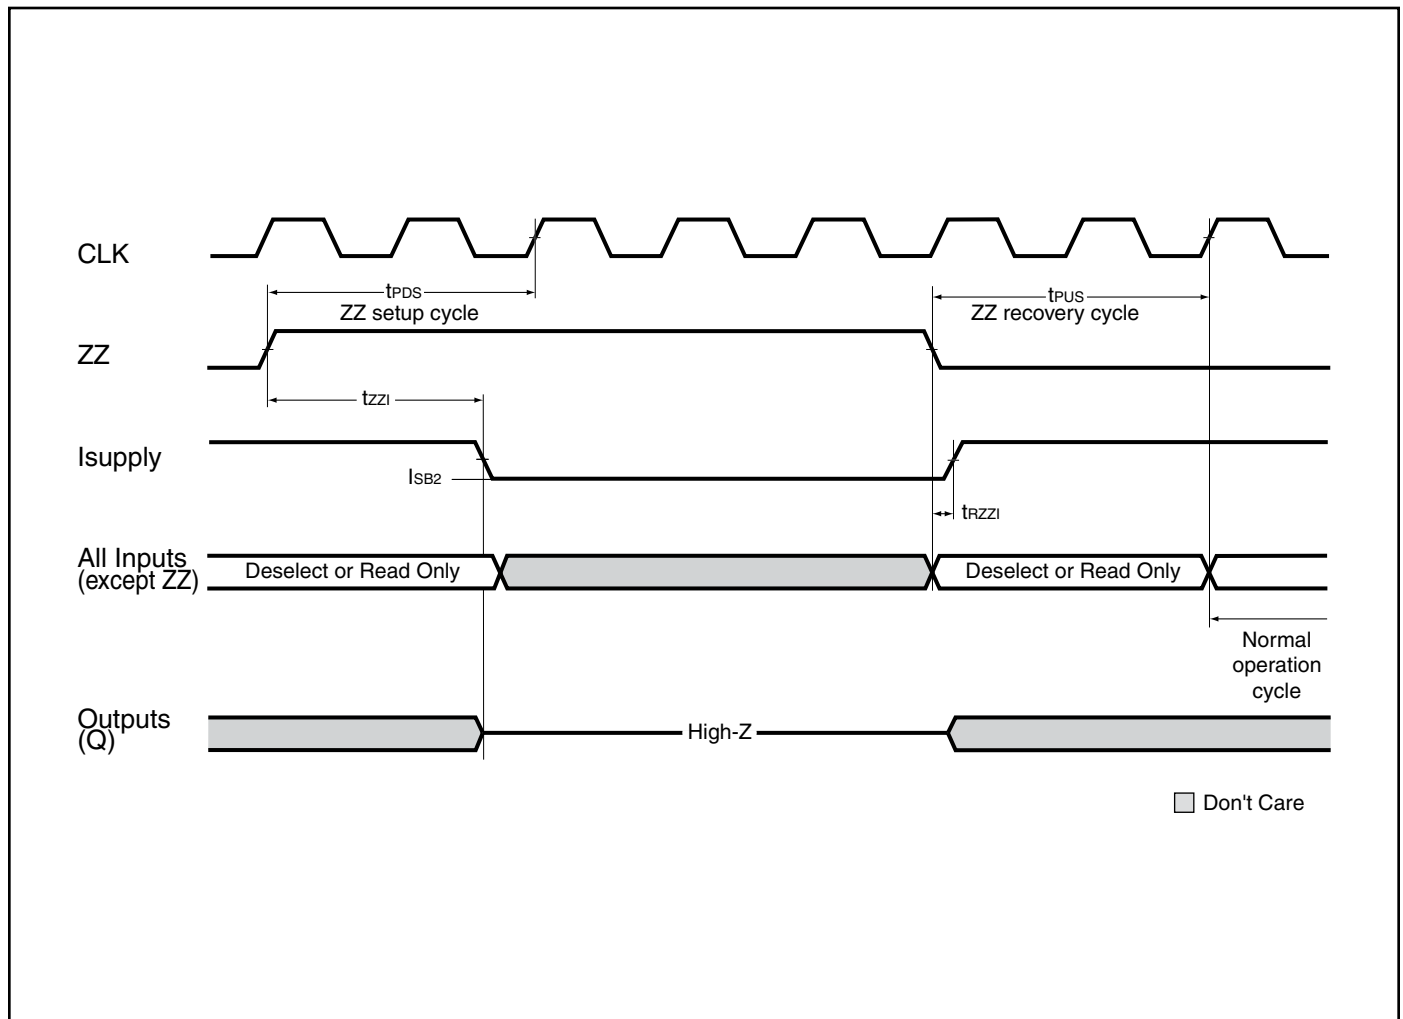 CLK
tPDS
ZZ setup cycle
tPUS
ZZ recovery cycle
ZZ
tZZI
Isupply
ISB2
tRZZI
All Inputs
(except ZZ)
Deselect or Read Only
Deselect or Read Only
Normal
operation
cycle
Outputs
(Q)
High-Z
Don't Care